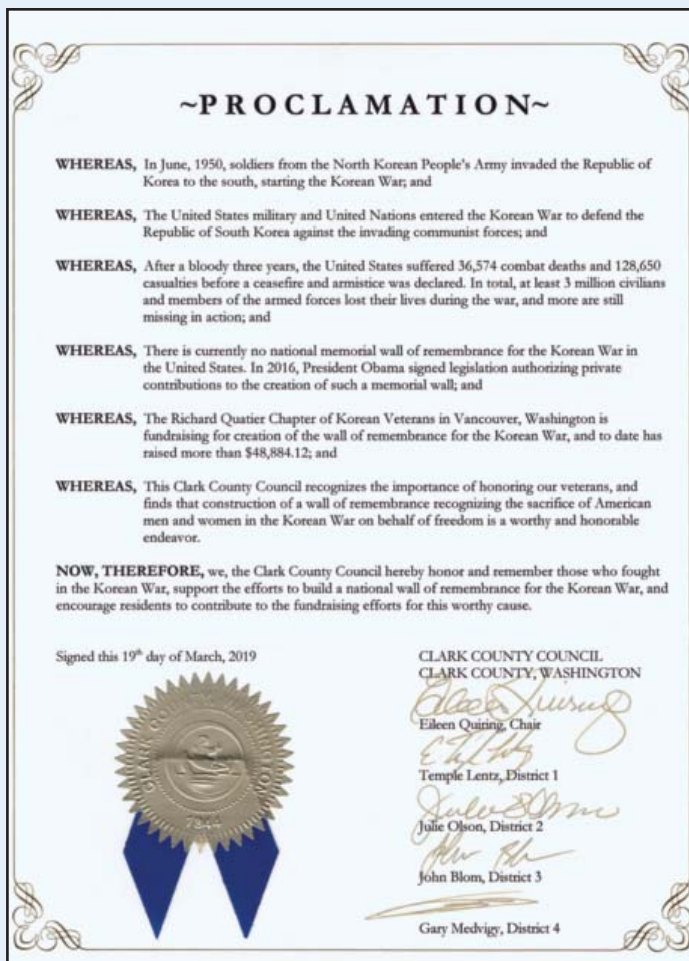 ~PROCLAMATION~
WHEREAS, In June, 1950, soldiers from the North Korean People's Army invaded the Republic of
Korea to the south, starting the Korean War; and
WHEREAS, The United States military and United Nations entered the Korean War to defend the
Republic of South Korea against the invading communist forces; and
WHEREAS, After a bloody three years, the United States suffered 36,574 combat deaths and 128,650
casualties before a ceasefire and armistice was declared. In total, at least 3 million civilians
and members of the armed forces lost their lives during the war, and more are still
missing in action; and
WHEREAS, There is currently no national memorial wall of remembrance for the Korean War in
the United States. In 2016, President Obama signed legislation authorizing private
contributions to the creation of such a memorial wall; and
WHEREAS, The Richard Quatier Chapter of Korean Veterans in Vancouver, Washington is
fundraising for creation of the wall of remembrance for the Korean War, and to date has
raised more than $48,884.12; and
WHEREAS, This Clark County Council recognizes the importance of honoring our veterans, and
finds that construction of a wall of remembrance recognizing the sacrifice of American
men and women in the Korean War on behalf of freedom is a worthy and honorable
endeavor.
NOW, THEREFORE, we, the Clark County Council hereby honor and remember those who fought
in the Korean War, support the efforts to build a national wall of remembrance for the Korean War, and
encourage residents to contribute to the fundraising efforts for this worthy cause.
Signed this 19th day of March, 2019
CLARK COUNTY COUNCIL
CLARK COUNTY, WASHINGTON
Eileen Quiring
Eileen Quiring, Chair
Temple Lentz, District 1
Julie Olson, District 2
John Blom, District 3
Gary Medvigy, District 4
CLARK COUNTY